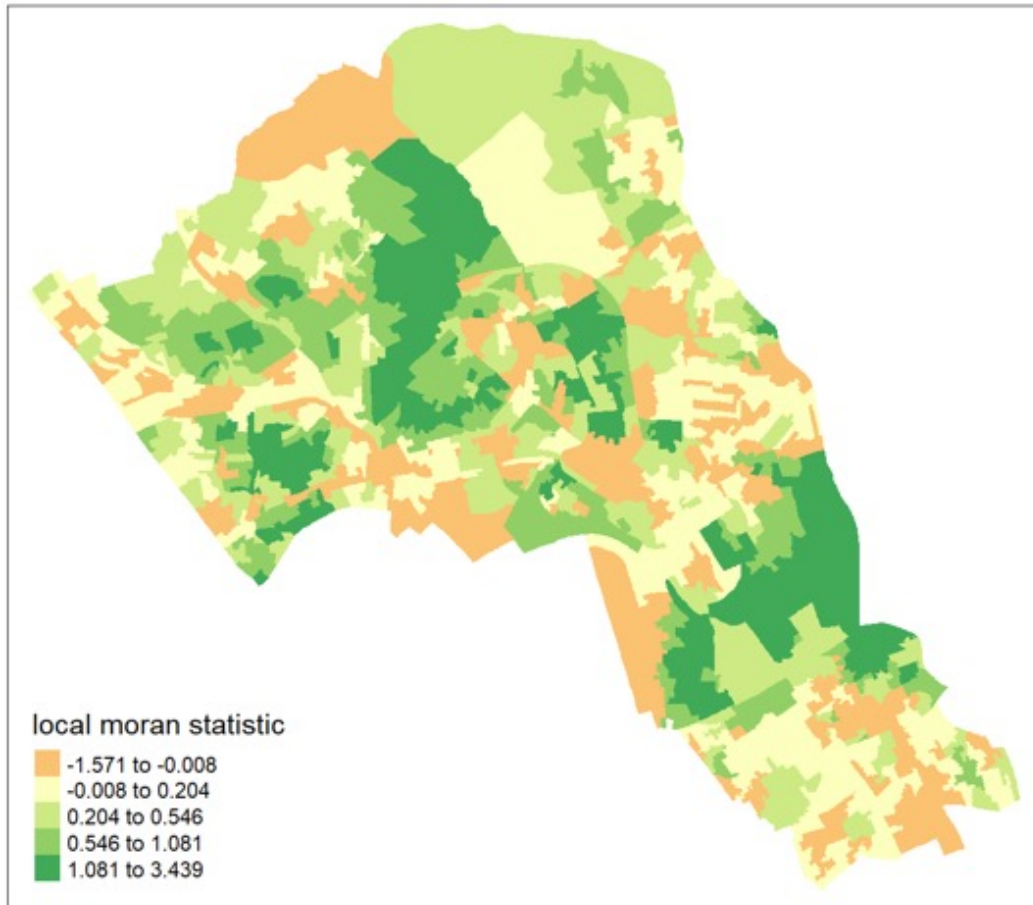 local moran statistic
-1.571 to -0.008
-0.008 to 0.204
0.204 to 0.546
0.546 to 1.081
1.081 to 3.439